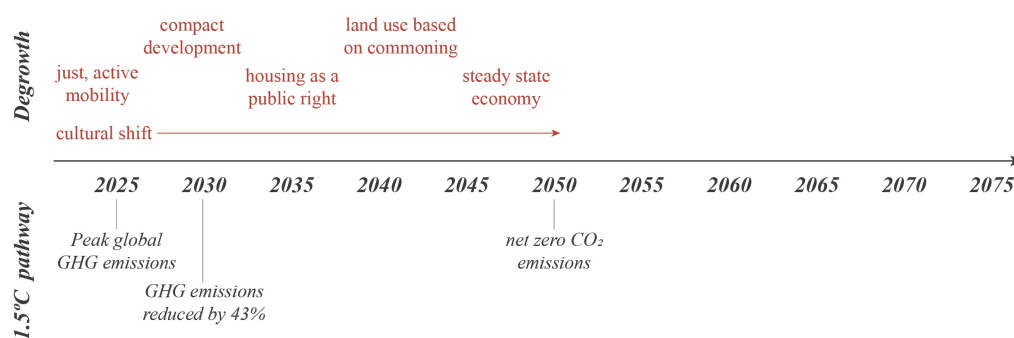 Degrowth
compact
development
land use based
on commoning
just, active
mobility
housing as a
public right
steady state
economy
cultural shift
2025 2030 2035 2040 2045 2050 2055 2060 2065 2070 2075
1.5ºC pathway
Peak global
GHG emissions
net zero CO₂
emissions
GHG emissions
reduced by 43%